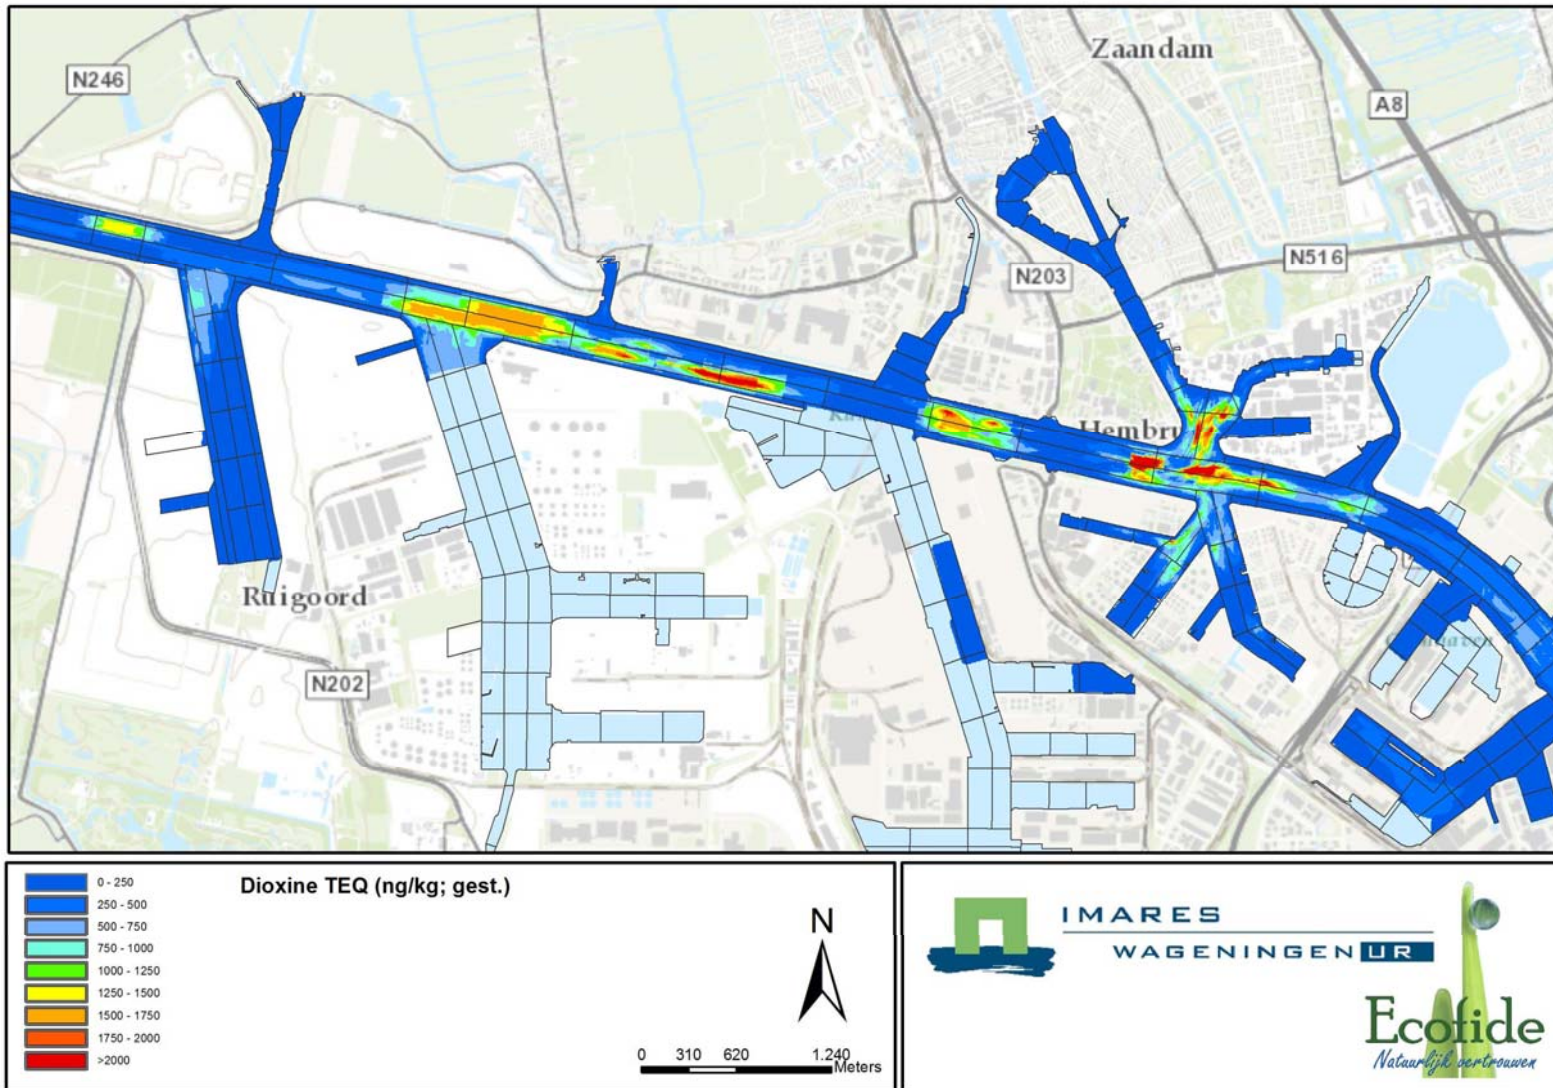 Zaandam
N246
A8
N516
N203
Hembru
Ruigoord
N202
Dioxine TEQ (ng/kg; gest.)
0 - 250
250 - 500
500 - 750
750 - 1000
1000 - 1250
1250 - 1500
1500 - 1750
1750 - 2000
>2000
N
0 310 620 1.240
Meters
IMARES
WAGENINGEN UR
Ecofide
Natuurlijk vertrouwen